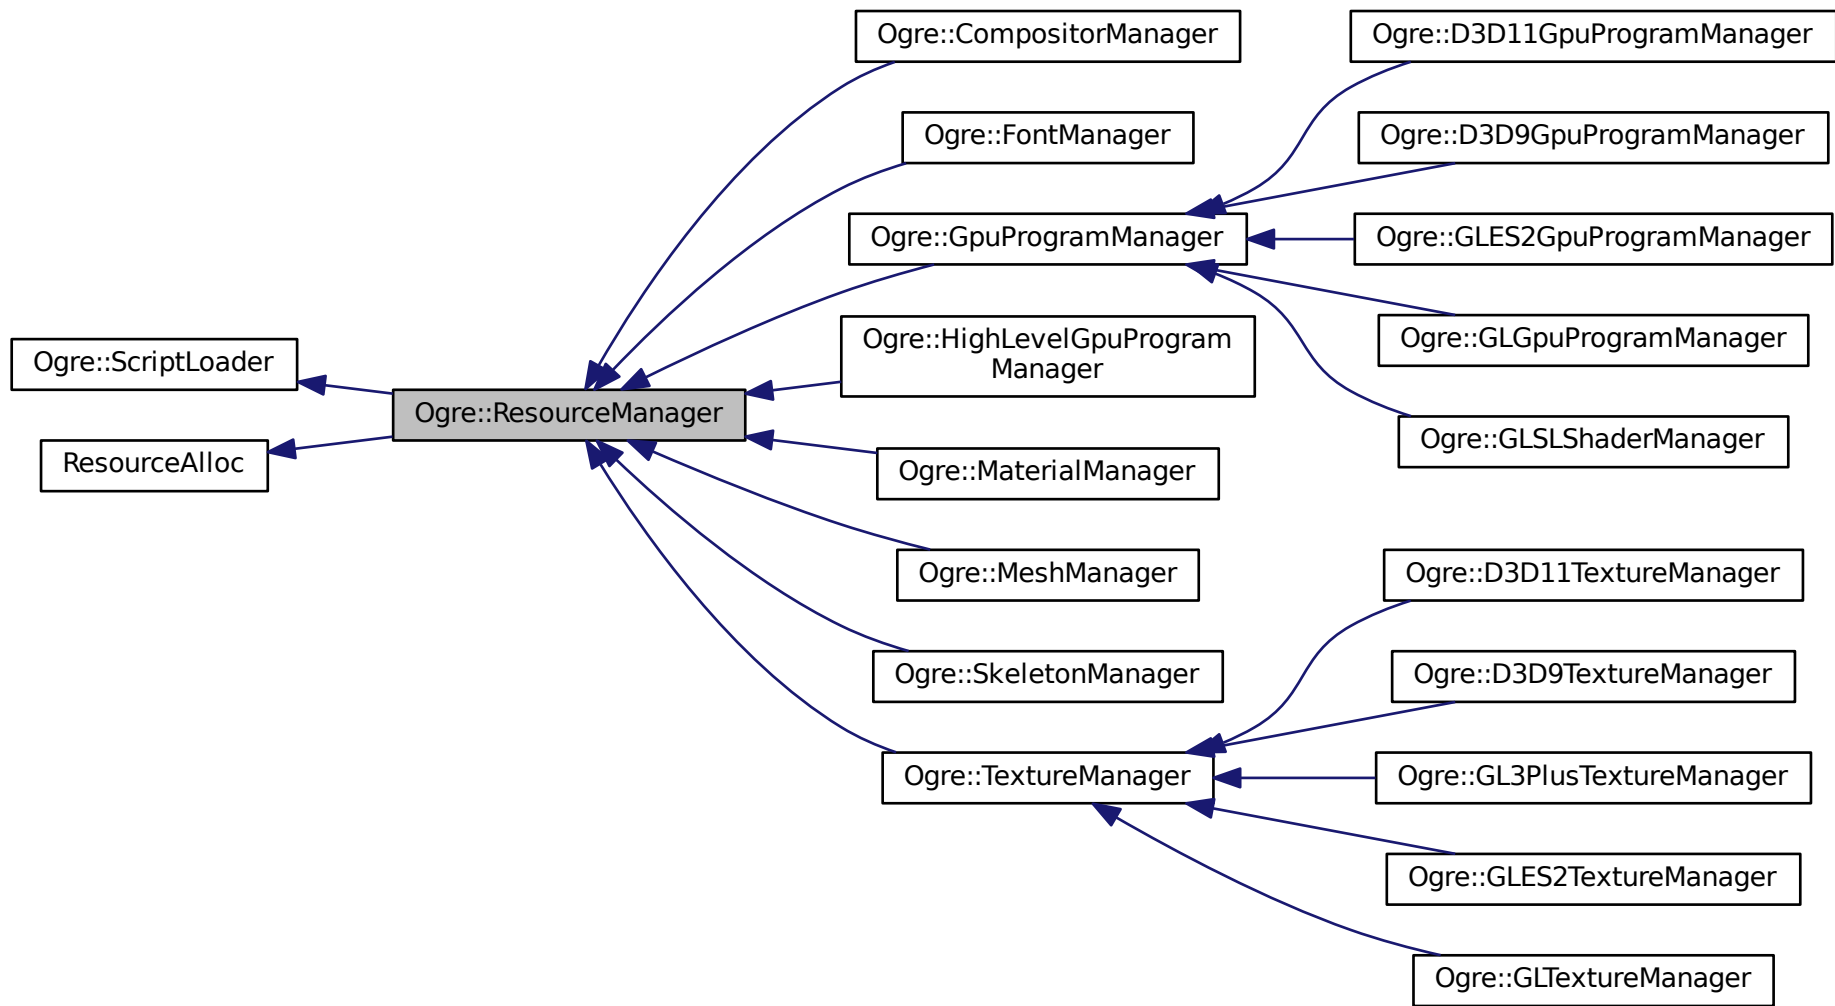 Ogre::ScriptLoader
ResourceAlloc
Ogre::ResourceManager
Ogre::CompositorManager
Ogre::FontManager
Ogre::GpuProgramManager
Ogre::HighLevelGpuProgram
Manager
Ogre::MaterialManager
Ogre::MeshManager
Ogre::SkeletonManager
Ogre::TextureManager
Ogre::D3D11GpuProgramManager
Ogre::D3D9GpuProgramManager
Ogre::GLES2GpuProgramManager
Ogre::GLGpuProgramManager
Ogre::GLSLShaderManager
Ogre::D3D11TextureManager
Ogre::D3D9TextureManager
Ogre::GL3PlusTextureManager
Ogre::GLES2TextureManager
Ogre::GLTextureManager